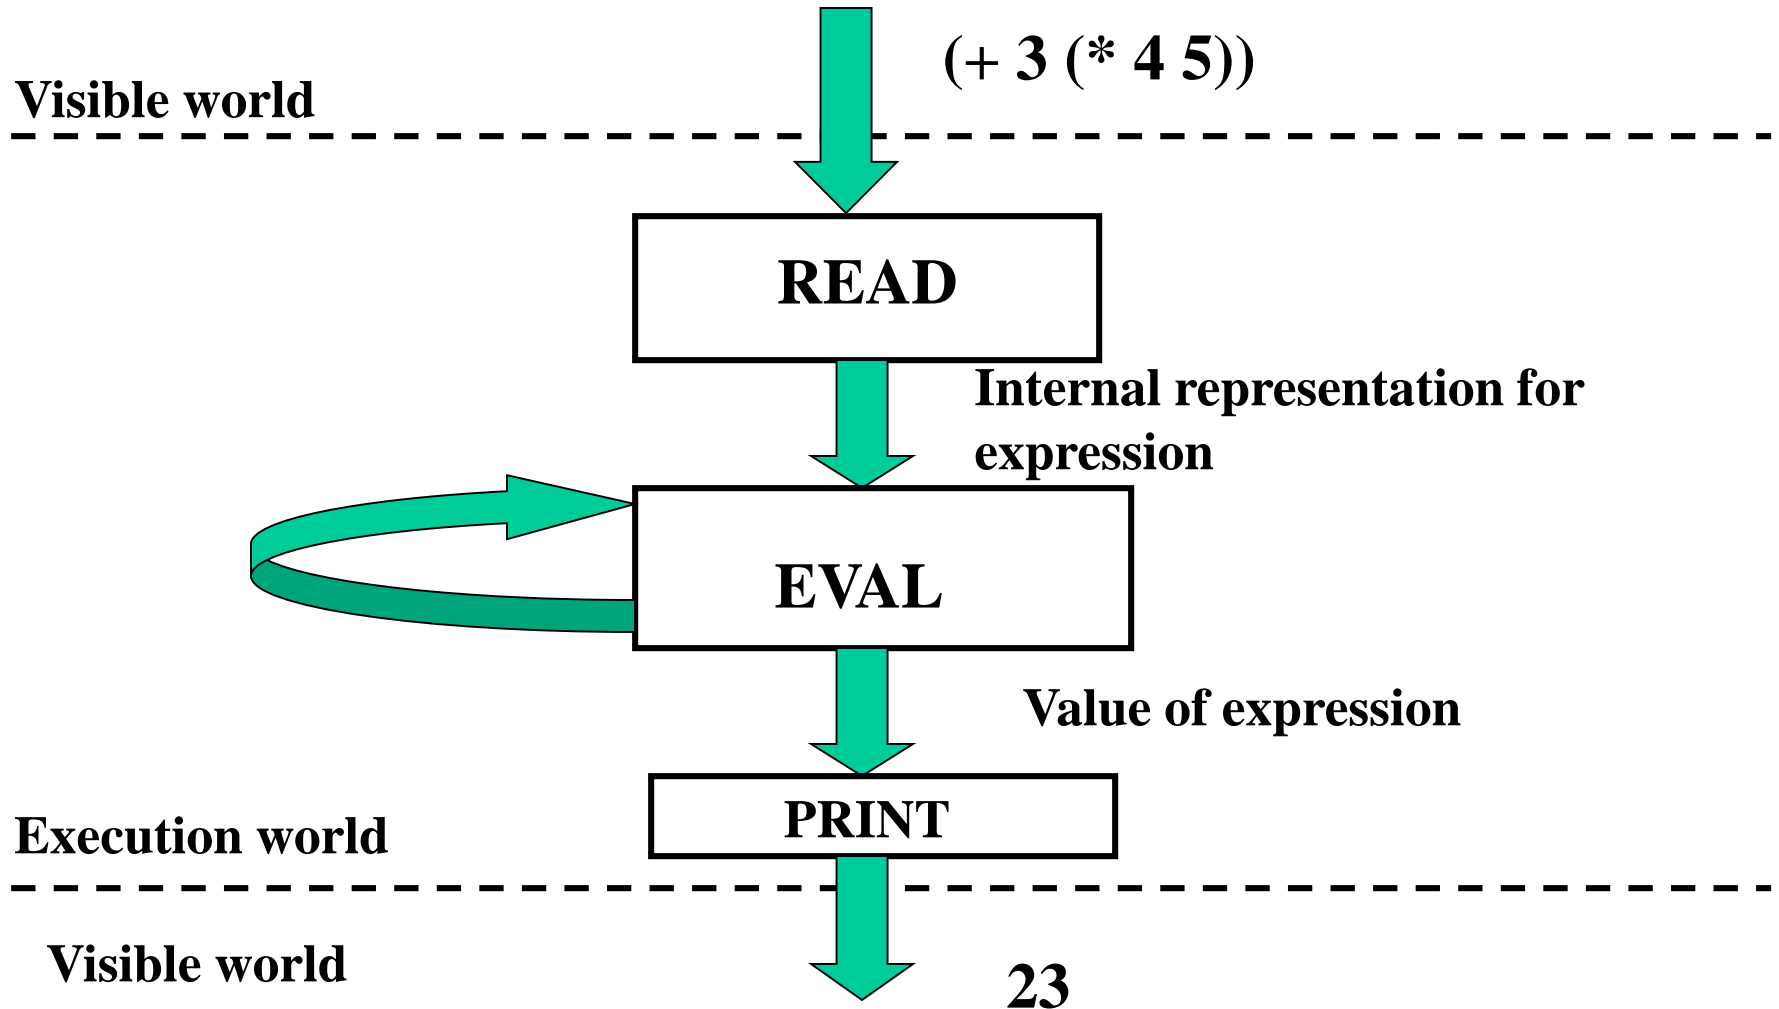 (+ 3 (* 4 5))
Visible world
READ
Internal representation for
expression
EVAL
Value of expression
PRINT
Execution world
Visible world
23